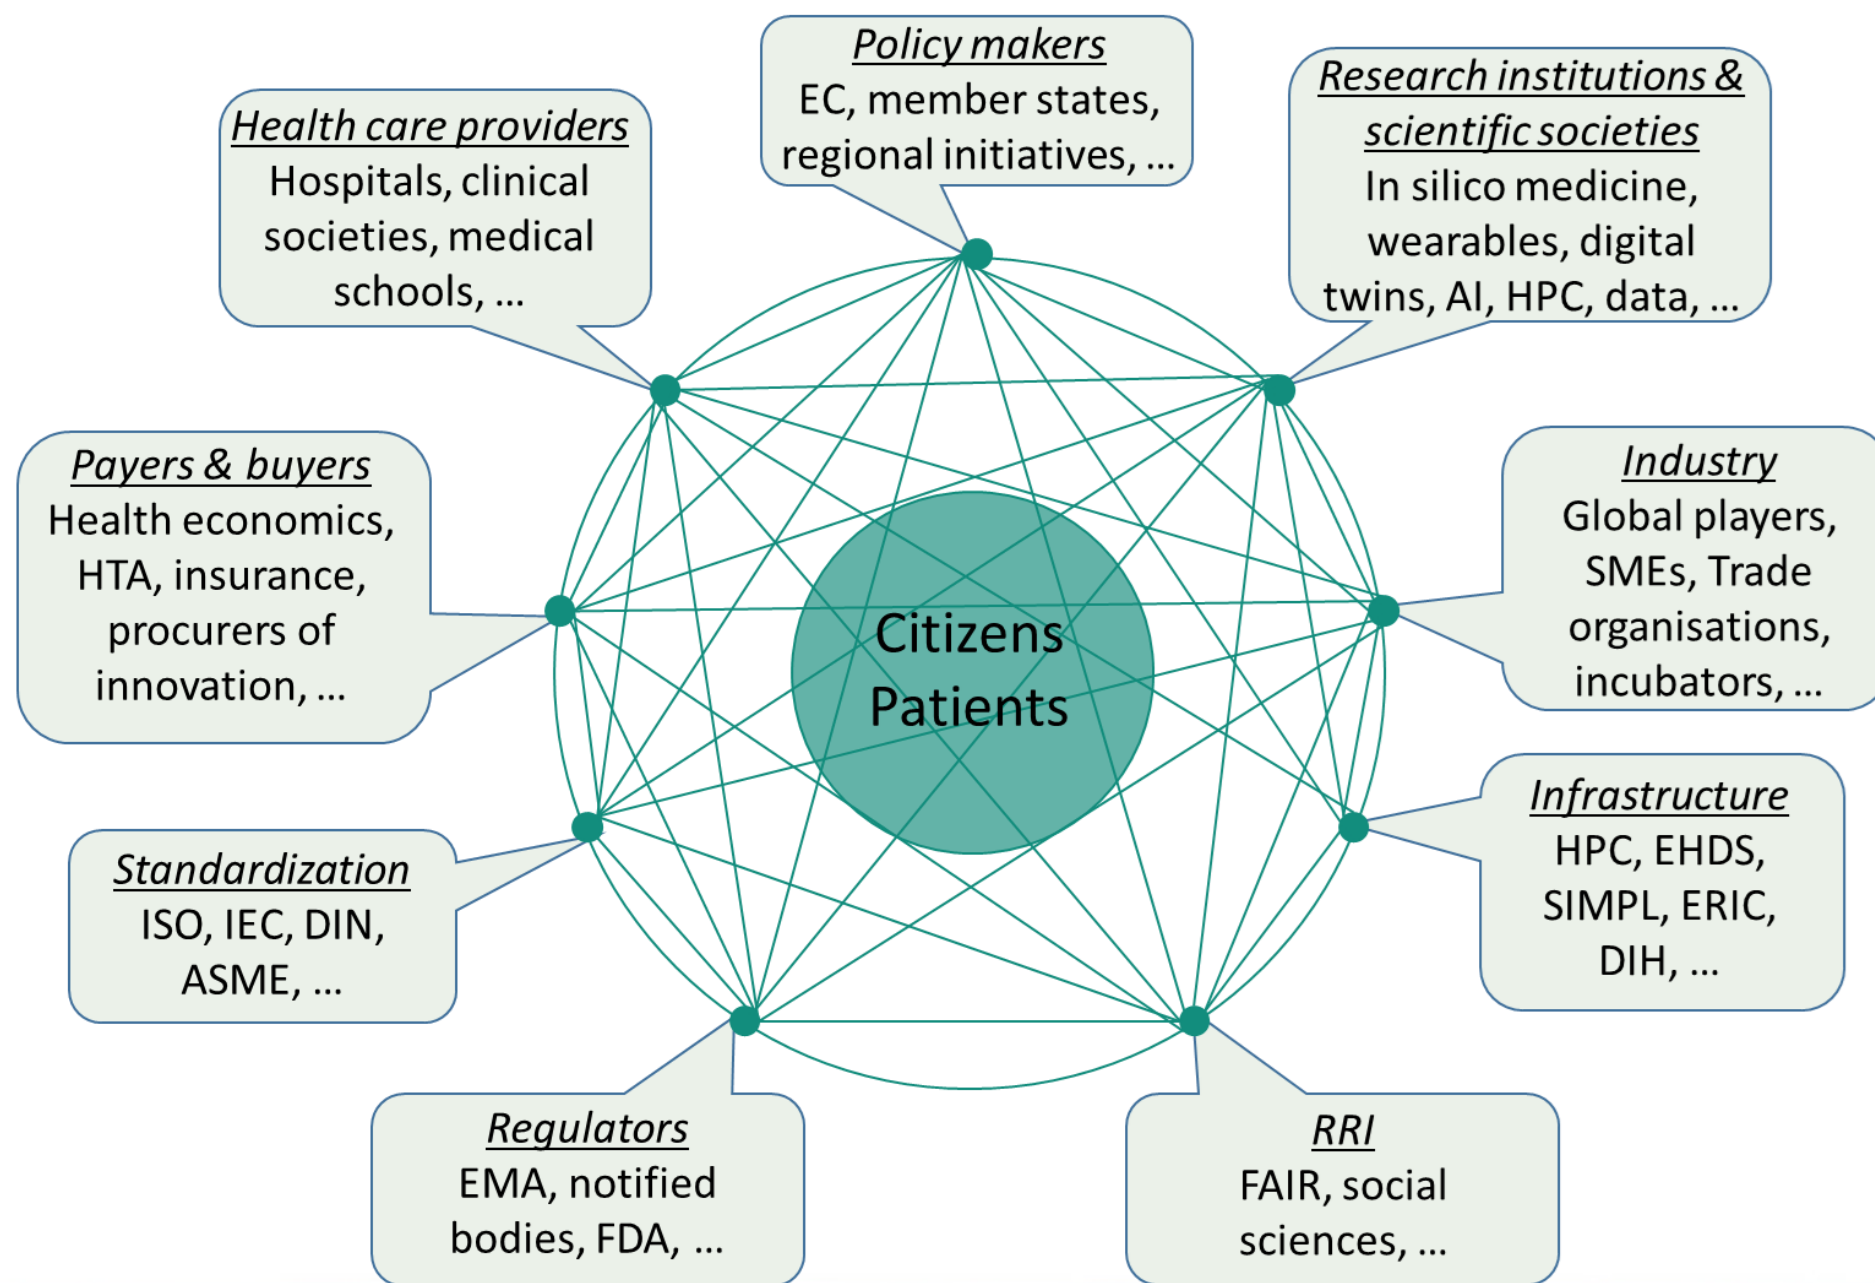 Policy makers
EC, member states,
regional initiatives, ...
Research institutions &
scientific societies
In silico medicine,
wearables, digital
twins, AI, HPC, data, ...
Health care providers
Hospitals, clinical
societies, medical
schools, ...
Industry
Global players,
SMEs, Trade
organisations,
incubators, ...
Payers & buyers
Health economics,
HTA, insurance,
procurers of
innovation, ...
Citizens
Patients
Infrastructure
HPC, EHDS,
SIMPL, ERIC,
DIH, ...
Standardization
ISO, IEC, DIN,
ASME, ...
Regulators
EMA, notified
bodies, FDA, ...
RRI
FAIR, social
sciences, ...